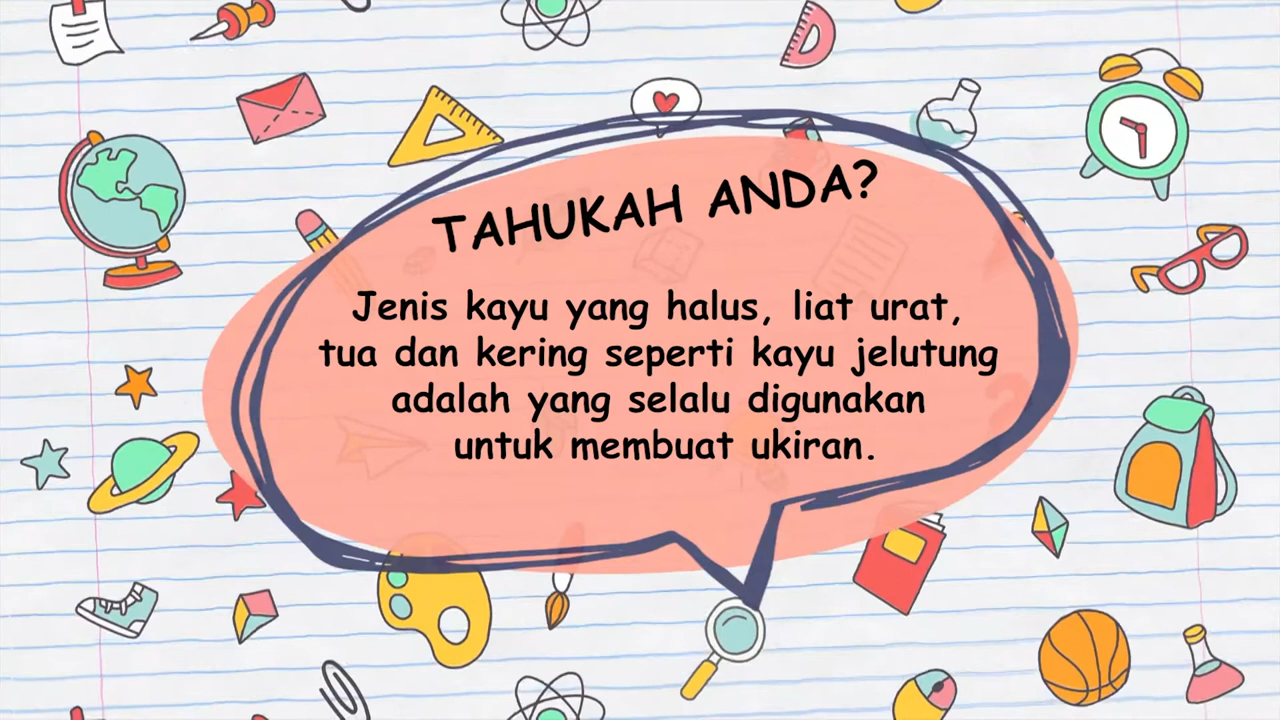 TAHUKAH ANDA?
Jenis kayu yang halus, liat urat,
tua dan kering seperti kayu jelutung
adalah yang selalu digunakan
untuk membuat ukiran.